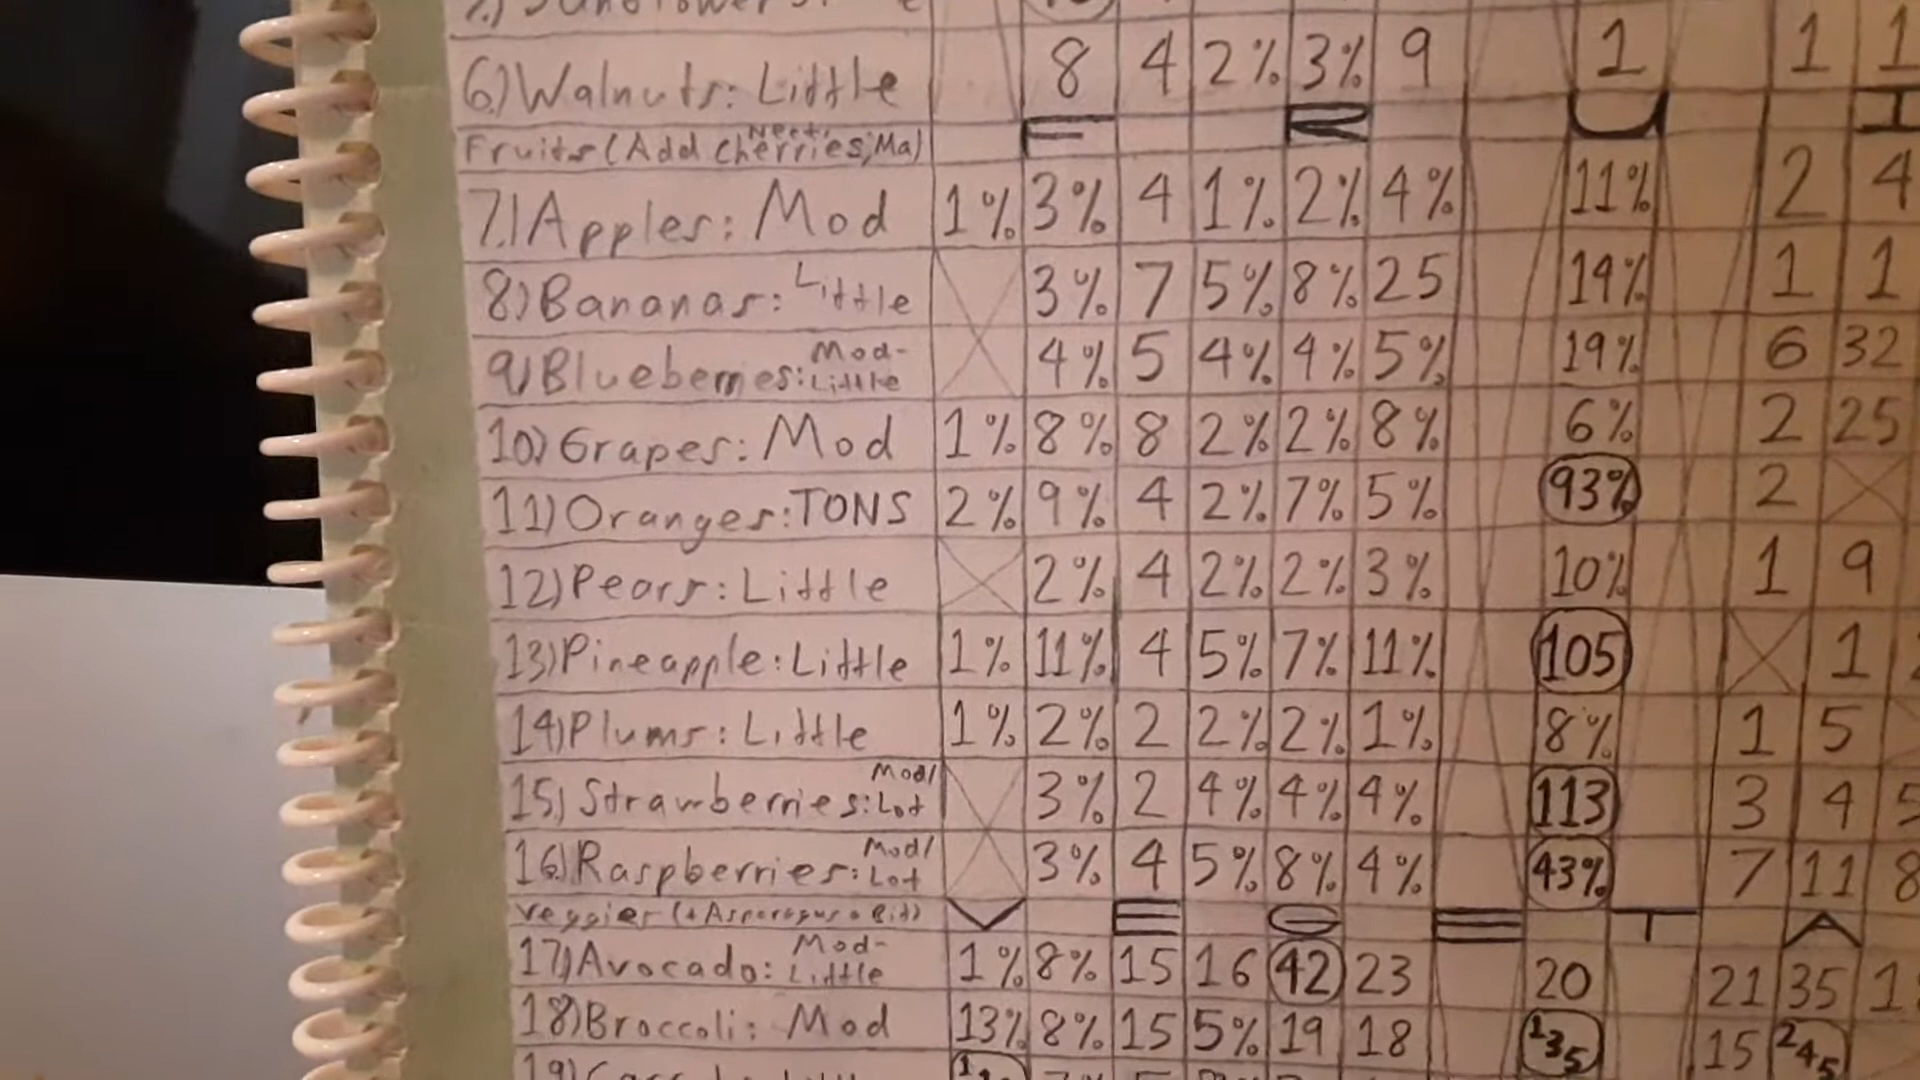 6.) Walnuts: Little 8 4 2% 3% 9 1 1 1
Fruits (Add Cherries, Nect, Ma) F R U I
7.) Apples: Mod 1% 3% 4 1% 2% 4% 11% 2 4
8) Bananas: Little 3% 7 5% 8% 25 19% 1 1
9) Blueberries: Mod-Little 4% 5 4% 4% 5% 19% 6 32
10) Grapes: Mod 1% 8% 8 2% 2% 8% 6% 2 25
11) Oranges: TONS 2% 9% 4 2% 7% 5% 93% 2
12) Pears: Little 2% 4 2% 2% 3% 10% 1 9
13) Pineapple: Little 1% 11% 4 5% 7% 11% 105 1
14) Plums: Little 1% 2% 2 2% 2% 1% 8% 1 5
15.) Strawberries: Mod/Lot 3% 2 4% 4% 4% 113 3 4 5
16.) Raspberries: Mod/Lot 3% 4 5% 8% 4% 43% 7 11 8
Veggies (+ Asparagus a Bit) V E G E T A
17.) Avocado: Mod-Little 1% 8% 15 16 42 23 20 21 35 1
18) Broccoli: Mod 13% 8% 15 5% 19 18 135 15 245
19)